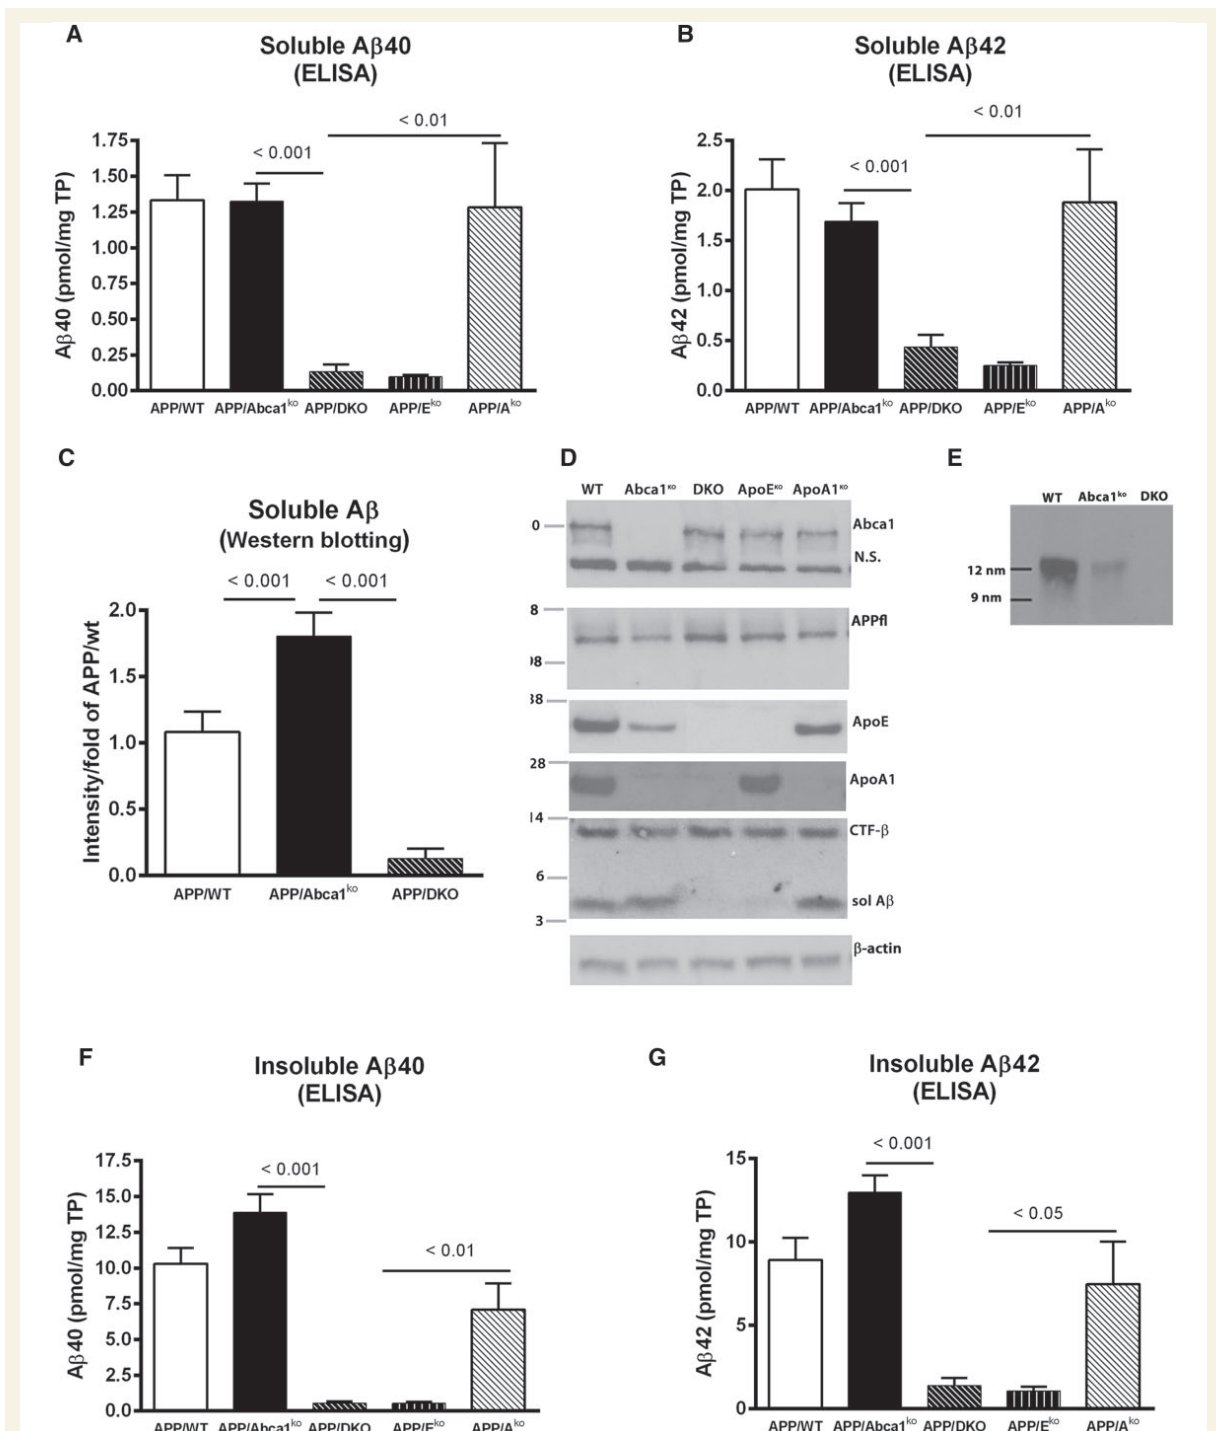 A
Soluble Aβ40
(ELISA)
Aβ40 (pmol/mg TP)
1.75
1.50
1.25
1.00
0.75
0.50
0.25
0.00
< 0.001
< 0.01
APP/WT APP/Abca1ko APP/DKO APP/Eko APP/Ako
B
Soluble Aβ42
(ELISA)
Aβ42 (pmol/mg TP)
2.5
2.0
1.5
1.0
0.5
0.0
< 0.001
< 0.01
APP/WT APP/Abca1ko APP/DKO APP/Eko APP/Ako
C
Soluble Aβ
(Western blotting)
Intensity/fold of APP/wt
2.0
1.5
1.0
0.5
0.0
< 0.001 < 0.001
APP/WT APP/Abca1ko APP/DKO
D
WT Abca1ko DKO ApoEko ApoA1ko
0 Abca1
N.S.
8
APPfl
98
38
ApoE
28
ApoA1
14
CTF-β
6
sol Aβ
3
β-actin
E
WT Abca1ko DKO
12 nm
9 nm
F
Insoluble Aβ40
(ELISA)
Aβ40 (pmol/mg TP)
17.5
15.0
12.5
10.0
7.5
5.0
2.5
0.0
< 0.001
< 0.01
APP/WT APP/Abca1ko APP/DKO APP/Eko APP/Ako
G
Insoluble Aβ42
(ELISA)
Aβ42 (pmol/mg TP)
15
10
5
0
< 0.001
< 0.05
APP/WT APP/Abca1ko APP/DKO APP/Eko APP/Ako